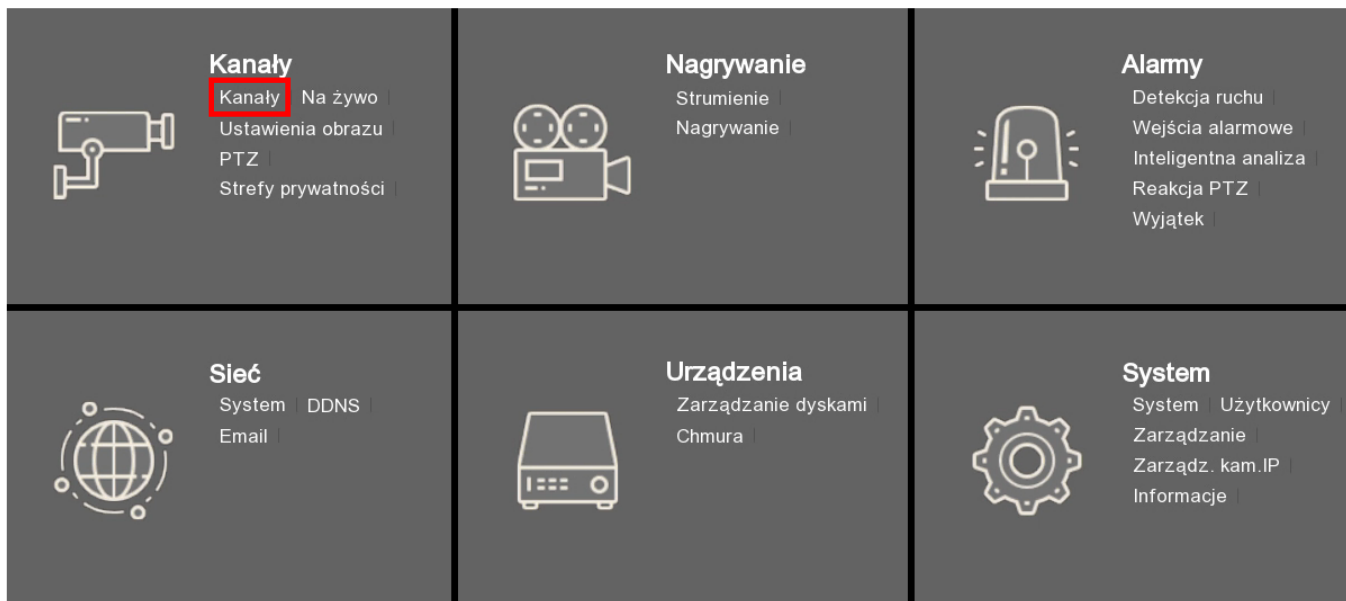 Kanały
Kanały | Na żywo |
Ustawienia obrazu |
PTZ |
Strefy prywatności |
Nagrywanie
Strumienie |
Nagrywanie |
Alarmy
Detekcja ruchu |
Wejścia alarmowe |
Inteligentna analiza |
Reakcja PTZ |
Wyjątek |
Sieć
System | DDNS |
Email |
Urządzenia
Zarządzanie dyskami |
Chmura |
System
System | Użytkownicy |
Zarządzanie |
Zarządz. kam.IP |
Informacje |